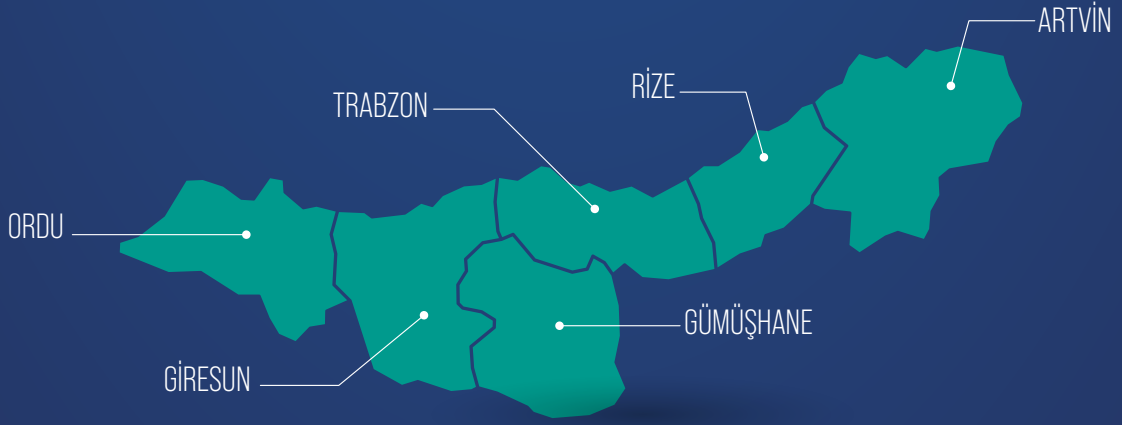 ARTVİN
RİZE
TRABZON
ORDU
GÜMÜŞHANE
GİRESUN